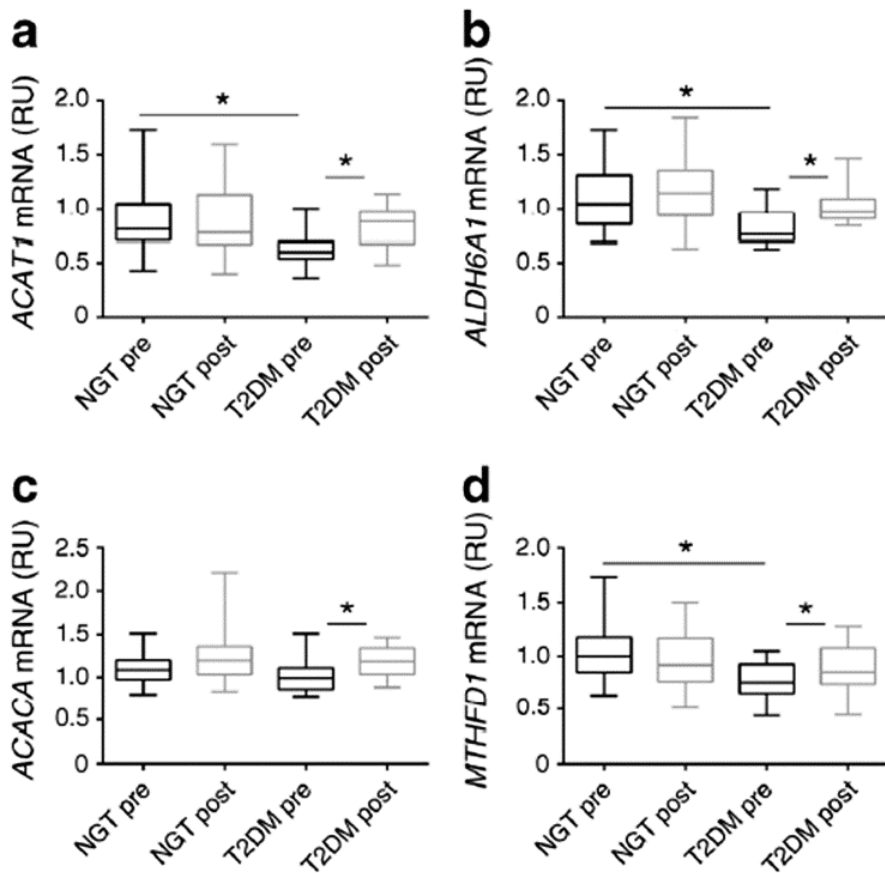 a
ACAT1 mRNA (RU)
2.0
1.5
1.0
0.5
0
*
*
NGT pre
NGT post
T2DM pre
T2DM post
b
ALDH6A1 mRNA (RU)
2.0
1.5
1.0
0.5
0
*
*
NGT pre
NGT post
T2DM pre
T2DM post
c
ACACA mRNA (RU)
2.5
2.0
1.5
1.0
0.5
0
*
NGT pre
NGT post
T2DM pre
T2DM post
d
MTHFD1 mRNA (RU)
2.0
1.5
1.0
0.5
0
*
*
NGT pre
NGT post
T2DM pre
T2DM post